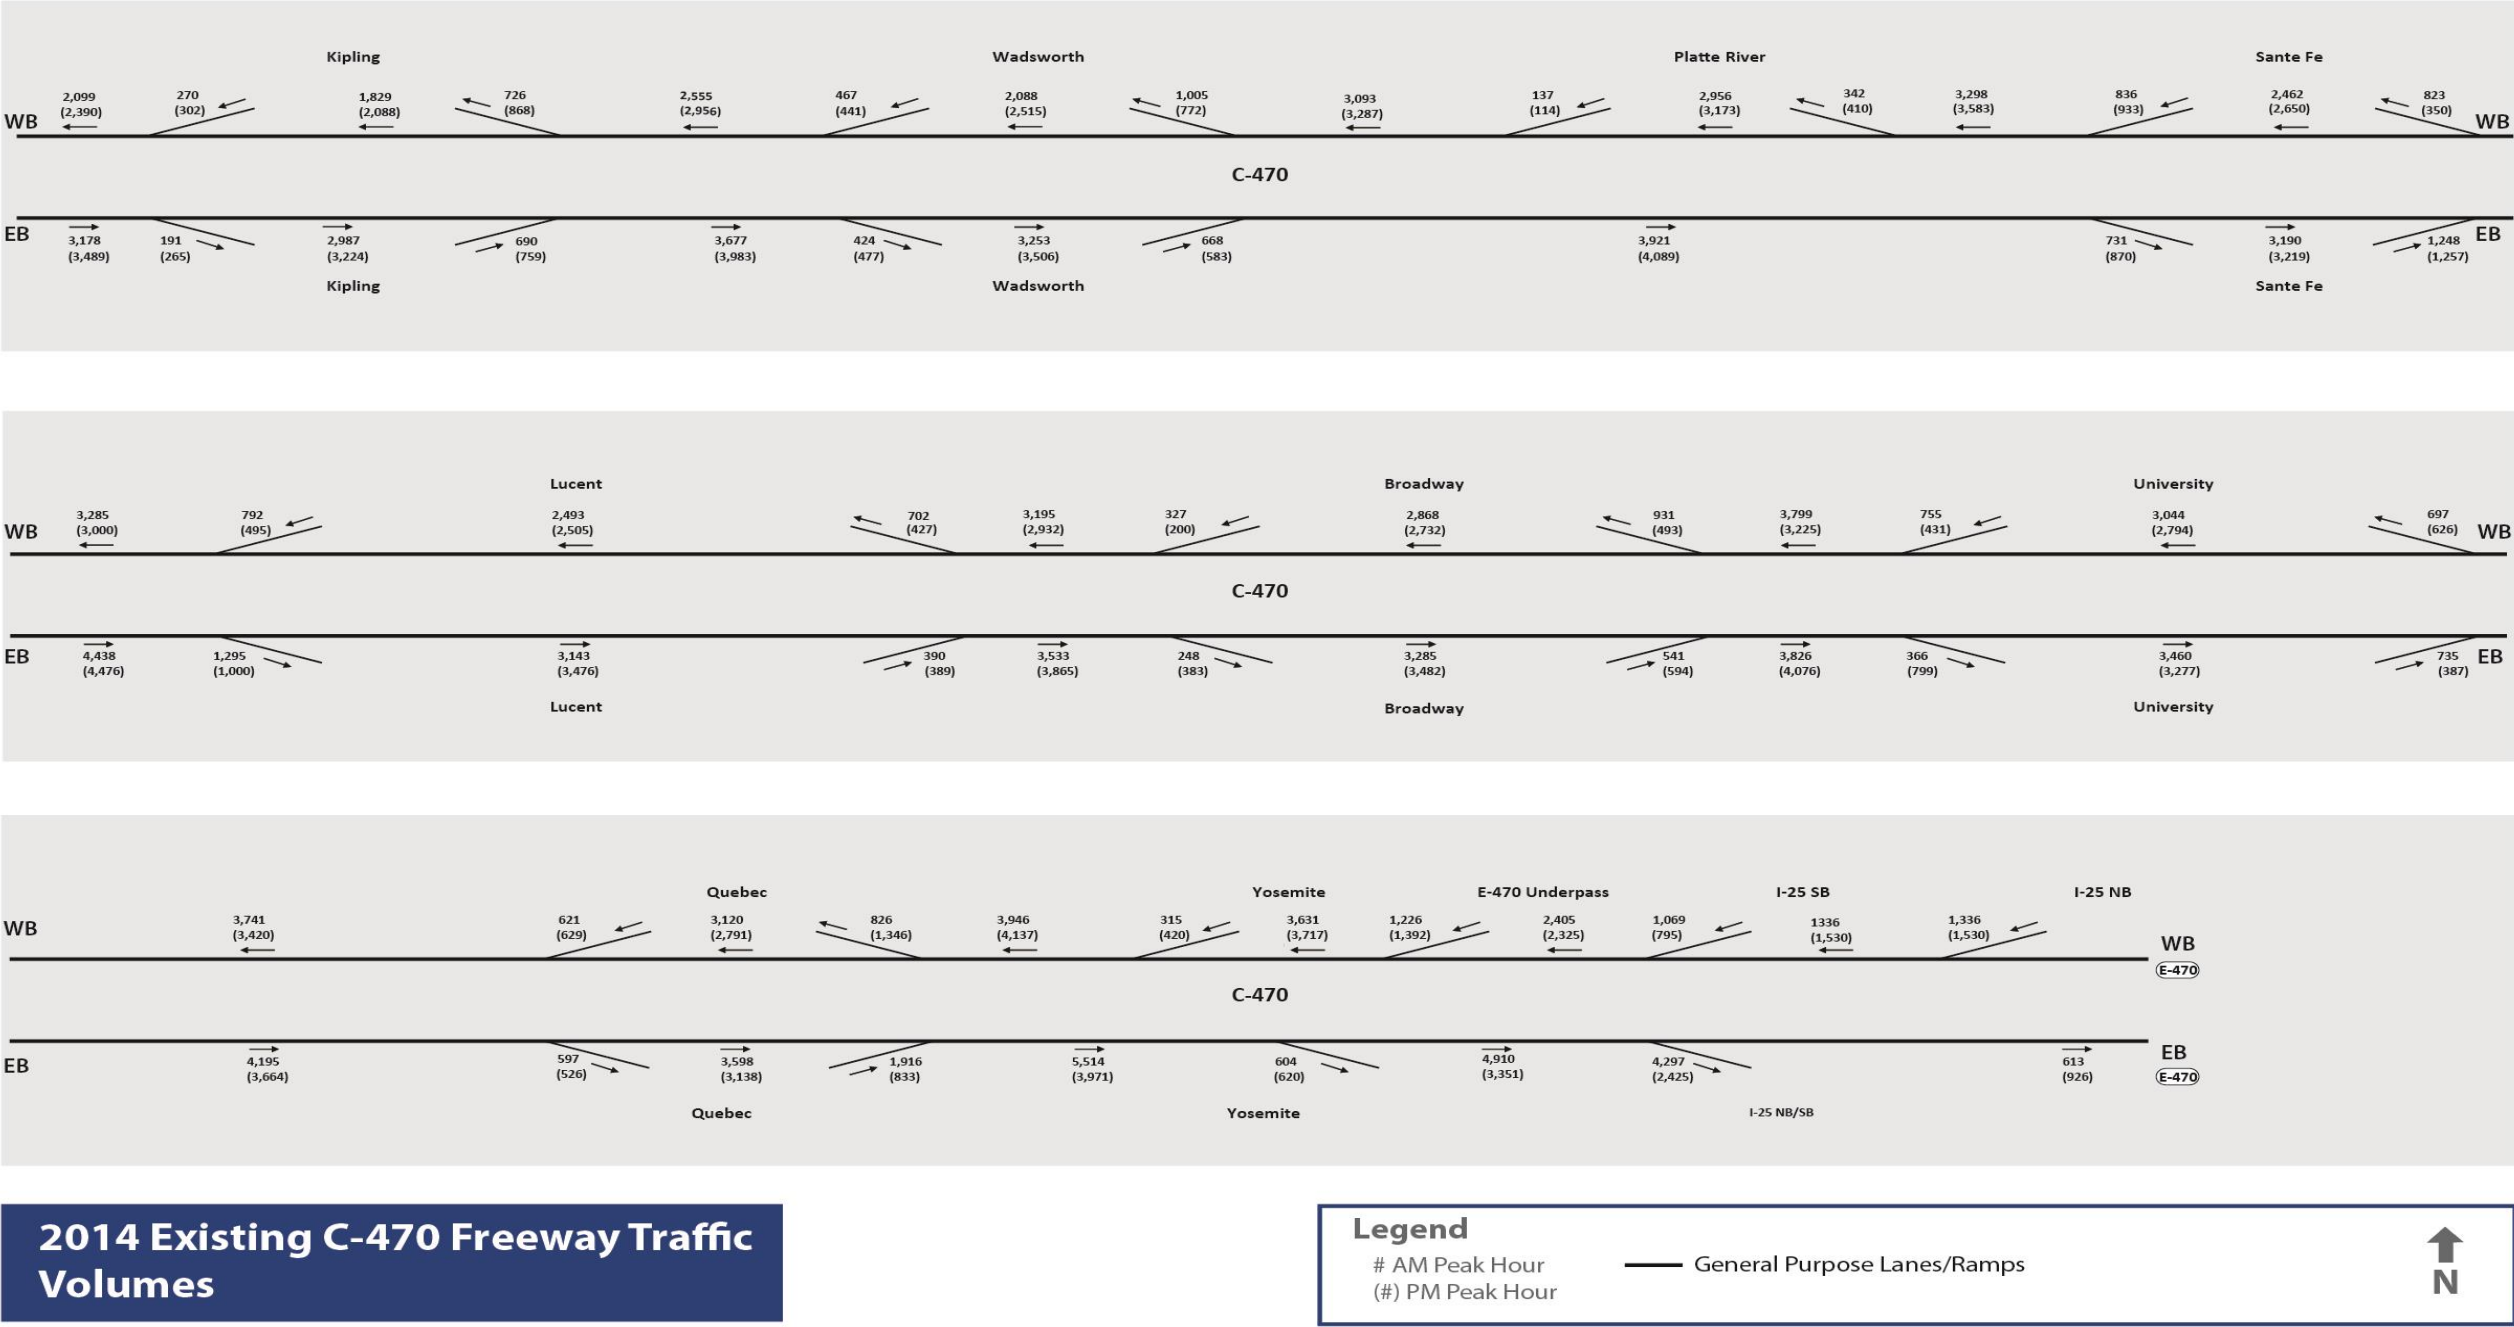 Kipling Wadsworth Platte River Sante Fe
2,099 270 1,829 726 2,555 467 2,088 1,005 3,093 137 2,956 342 3,298 836 2,462 823
(2,390) (302) (2,088) (868) (2,956) (441) (2,515) (772) (3,287) (114) (3,173) (410) (3,583) (933) (2,650) (350)
WB WB
C-470
EB EB
3,178 191 2,987 690 3,677 424 3,253 668 3,921 731 3,190 1,248
(3,489) (265) (3,224) (759) (3,983) (477) (3,506) (583) (4,089) (870) (3,219) (1,257)
Kipling Wadsworth Sante Fe
Lucent Broadway University
3,285 792 2,493 702 3,195 327 2,868 931 3,799 755 3,044 697
(3,000) (495) (2,505) (427) (2,932) (200) (2,732) (493) (3,225) (431) (2,794) (626)
WB WB
C-470
EB EB
4,438 1,295 3,143 390 3,533 248 3,285 541 3,826 366 3,460 735
(4,476) (1,000) (3,476) (389) (3,865) (383) (3,482) (594) (4,076) (799) (3,277) (387)
Lucent Broadway University
Quebec Yosemite E-470 Underpass I-25 SB I-25 NB
3,741 621 3,120 826 3,946 315 3,631 1,226 2,405 1,069 1336 1,336
(3,420) (629) (2,791) (1,346) (4,137) (420) (3,717) (1,392) (2,325) (795) (1,530) (1,530)
WB WB
E-470
C-470
EB EB
E-470
4,195 597 3,598 1,916 5,514 604 4,910 4,297 613
(3,664) (526) (3,138) (833) (3,971) (620) (3,351) (2,425) (926)
Quebec Yosemite I-25 NB/SB
2014 Existing C-470 Freeway Traffic
Volumes
Legend
# AM Peak Hour
(#) PM Peak Hour
General Purpose Lanes/Ramps
N